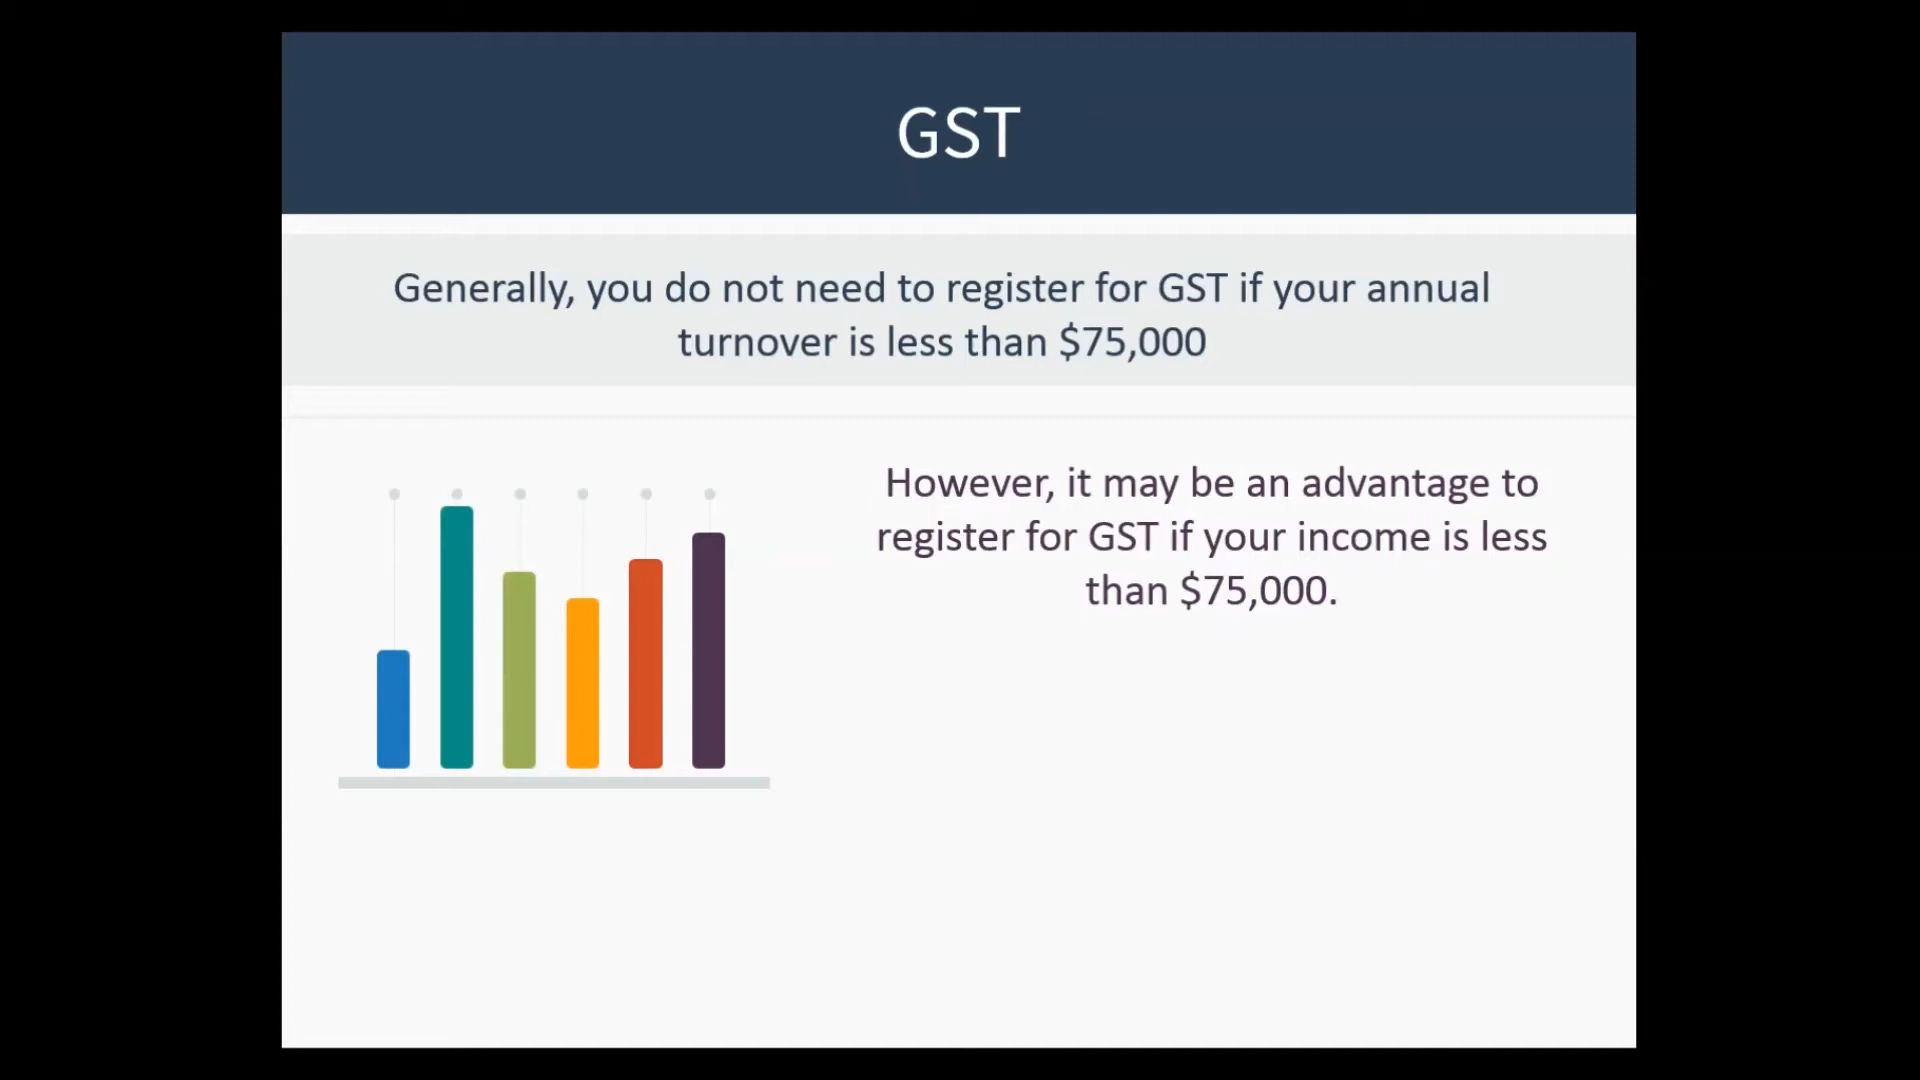 GST
Generally, you do not need to register for GST if your annual
turnover is less than $75,000
However, it may be an advantage to
register for GST if your income is less
than $75,000.